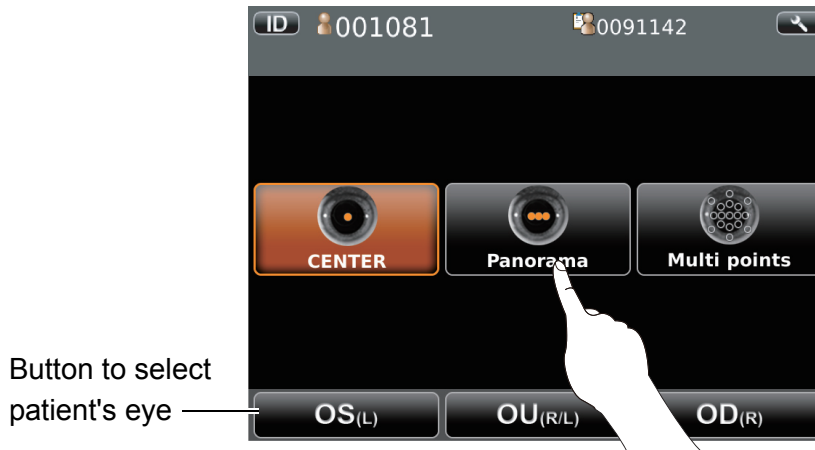 ID 001081 0091142
CENTER Panorama Multi points
Button to select
patient's eye
OS(L) OU(R/L) OD(R)